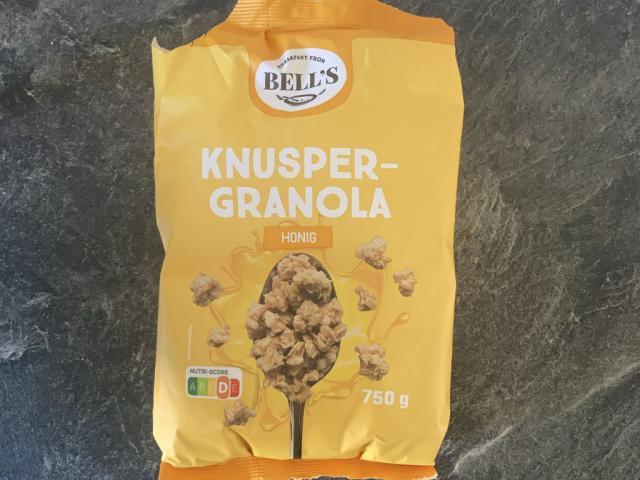 BREAKFAST FROM
BELL'S
KNUSPER-
GRANOLA
HONIG
NUTRI-SCORE
A B C D E
750 g